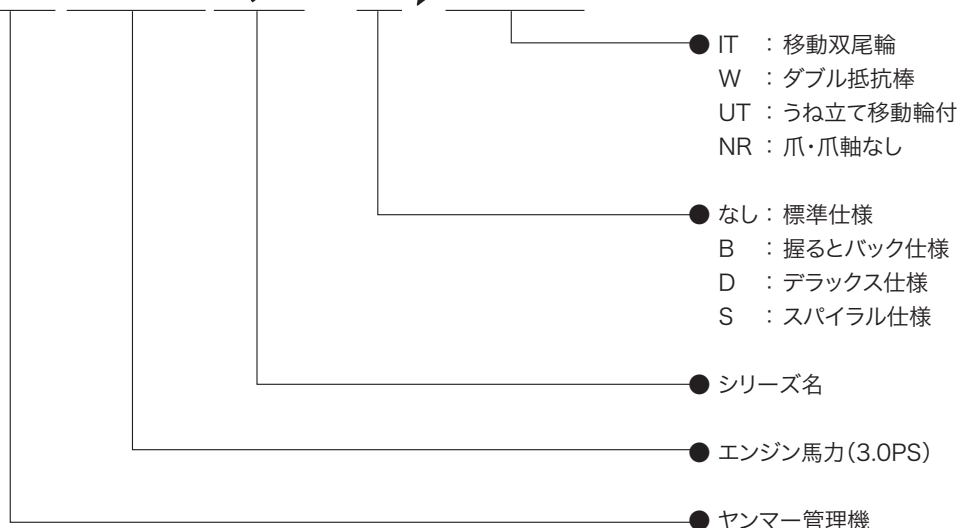 ● IT : 移動双尾輪
W : ダブル抵抗棒
UT : うね立て移動輪付
NR : 爪・爪軸なし
● なし : 標準仕様
B : 握るとバック仕様
D : デラックス仕様
S : スパイラル仕様
● シリーズ名
● エンジン馬力(3.0PS)
● ヤンマー管理機